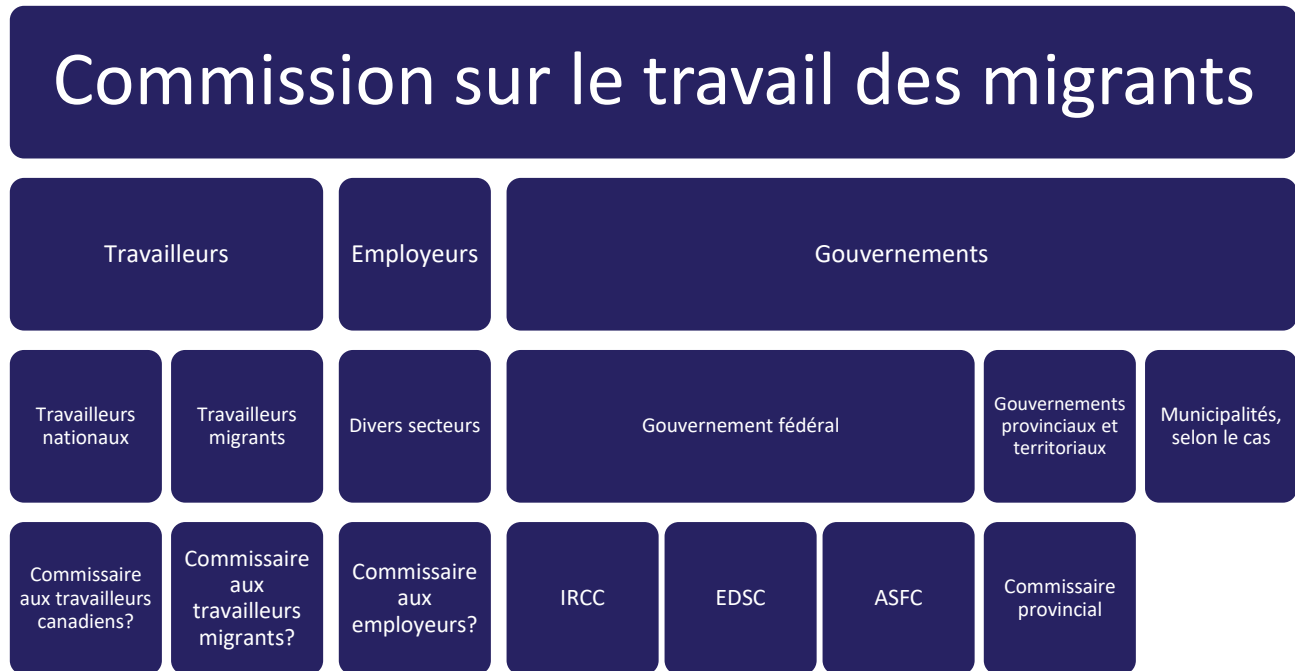 Commission sur le travail des migrants
Travailleurs
Employeurs
Gouvernements
Travailleurs
nationaux
Travailleurs
migrants
Divers secteurs
Gouvernement fédéral
Gouvernements
provinciaux et
territoriaux
Municipalités,
selon le cas
Commissaire
aux travailleurs
canadiens?
Commissaire
aux
travailleurs
migrants?
Commissaire
aux
employeurs?
IRCC
EDSC
ASFC
Commissaire
provincial